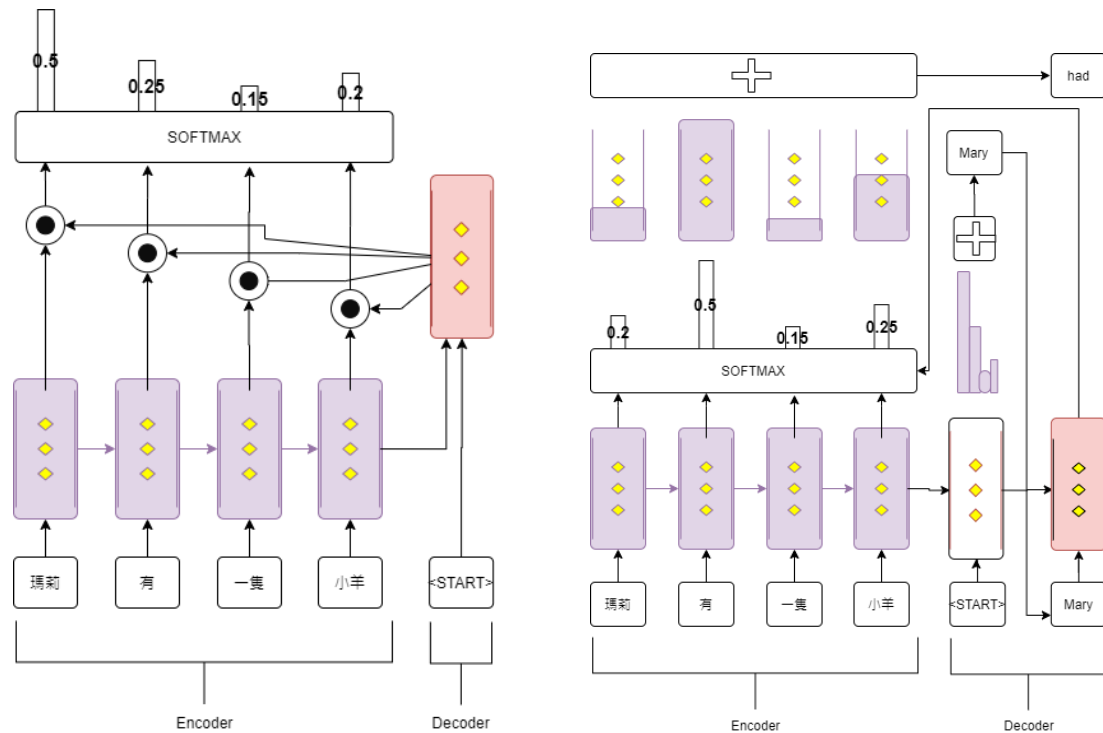 0.5
0.25
0.15
0.2
SOFTMAX
瑪莉
有
一隻
小羊
<START>
Encoder
Decoder
had
Mary
0.2
0.5
0.15
0.25
SOFTMAX
瑪莉
有
一隻
小羊
<START>
Mary
Encoder
Decoder